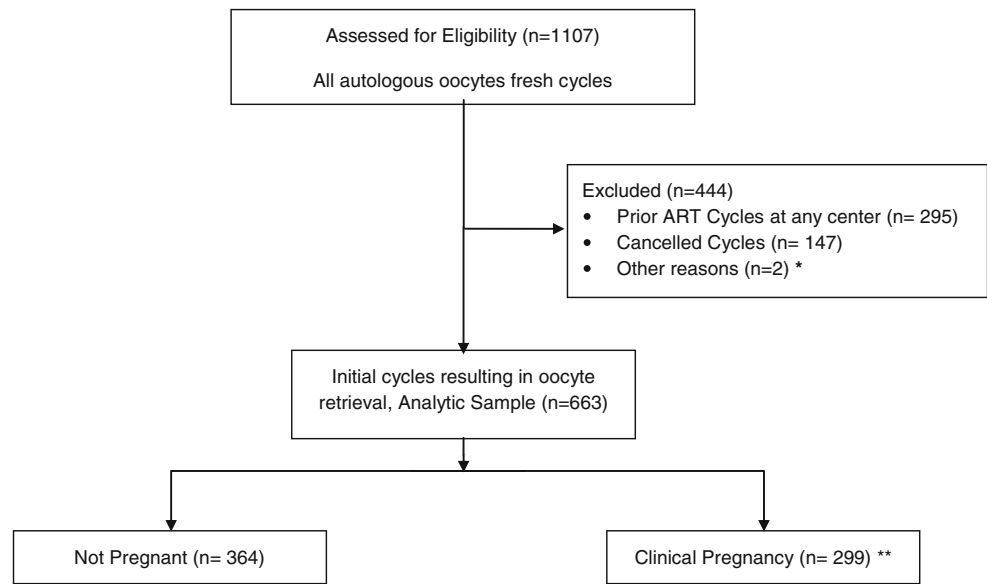 Assessed for Eligibility (n=1107)
All autologous oocytes fresh cycles
Excluded (n=444)
• Prior ART Cycles at any center (n= 295)
• Cancelled Cycles (n= 147)
• Other reasons (n=2) *
Initial cycles resulting in oocyte
retrieval, Analytic Sample (n=663)
Not Pregnant (n= 364)
Clinical Pregnancy (n= 299) **